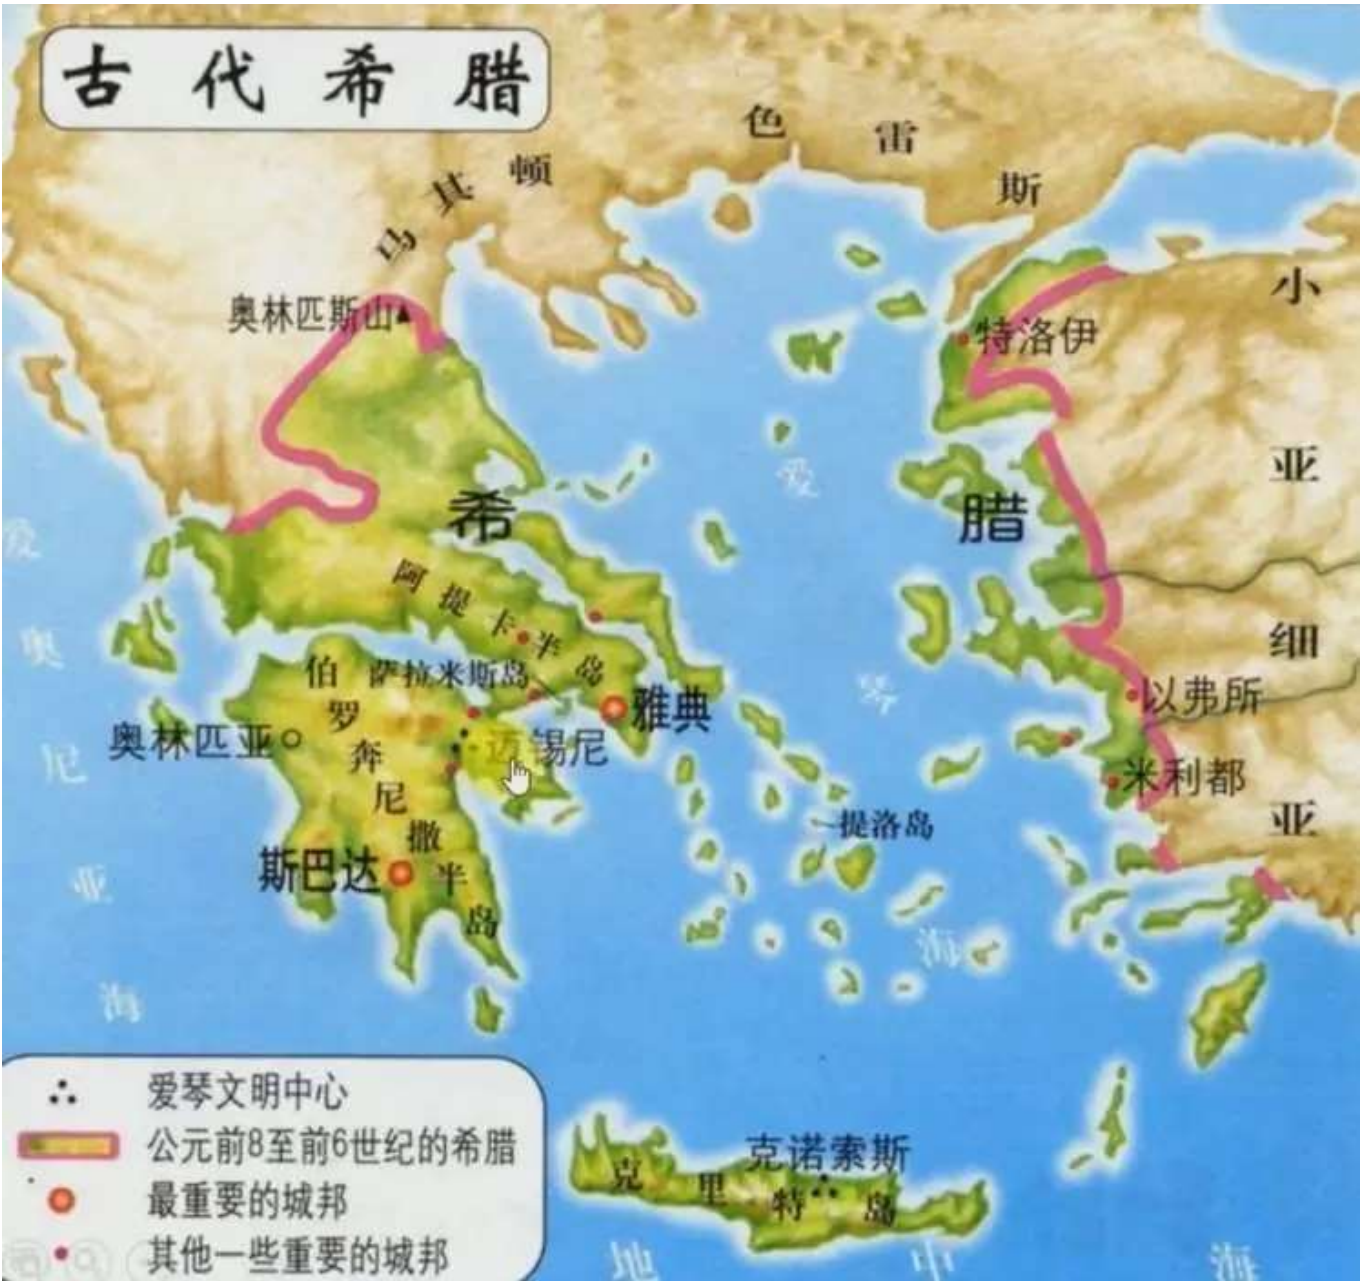 古代希腊
色雷斯
马其顿
奥林匹斯山
小亚细亚
特洛伊
爱琴海
希腊
阿提卡半岛
伯罗奔尼撒半岛
萨拉米斯岛
雅典
奥林匹亚
迈锡尼
以弗所
米利都
提洛岛
斯巴达
爱奥尼亚海
克诺索斯
克里特岛
地中海
爱琴文明中心
公元前8至前6世纪的希腊
最重要的城邦
其他一些重要的城邦